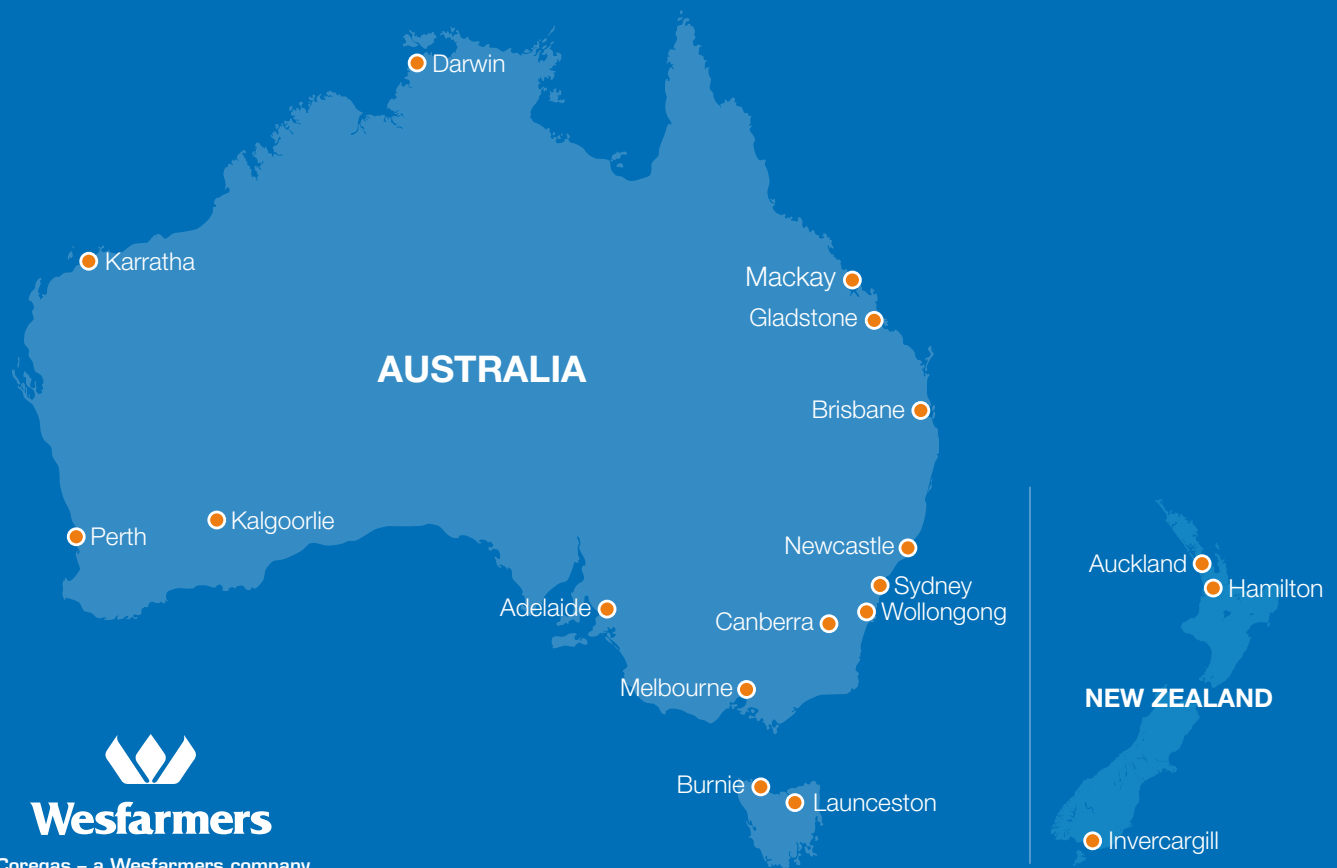 Darwin
Karratha
Mackay
Gladstone
AUSTRALIA
Brisbane
Kalgoorlie
Perth
Newcastle
Sydney
Adelaide
Wollongong
Canberra
Melbourne
Burnie
Launceston
Auckland
Hamilton
NEW ZEALAND
Invercargill
Wesfarmers
Coregas – a Wesfarmers company